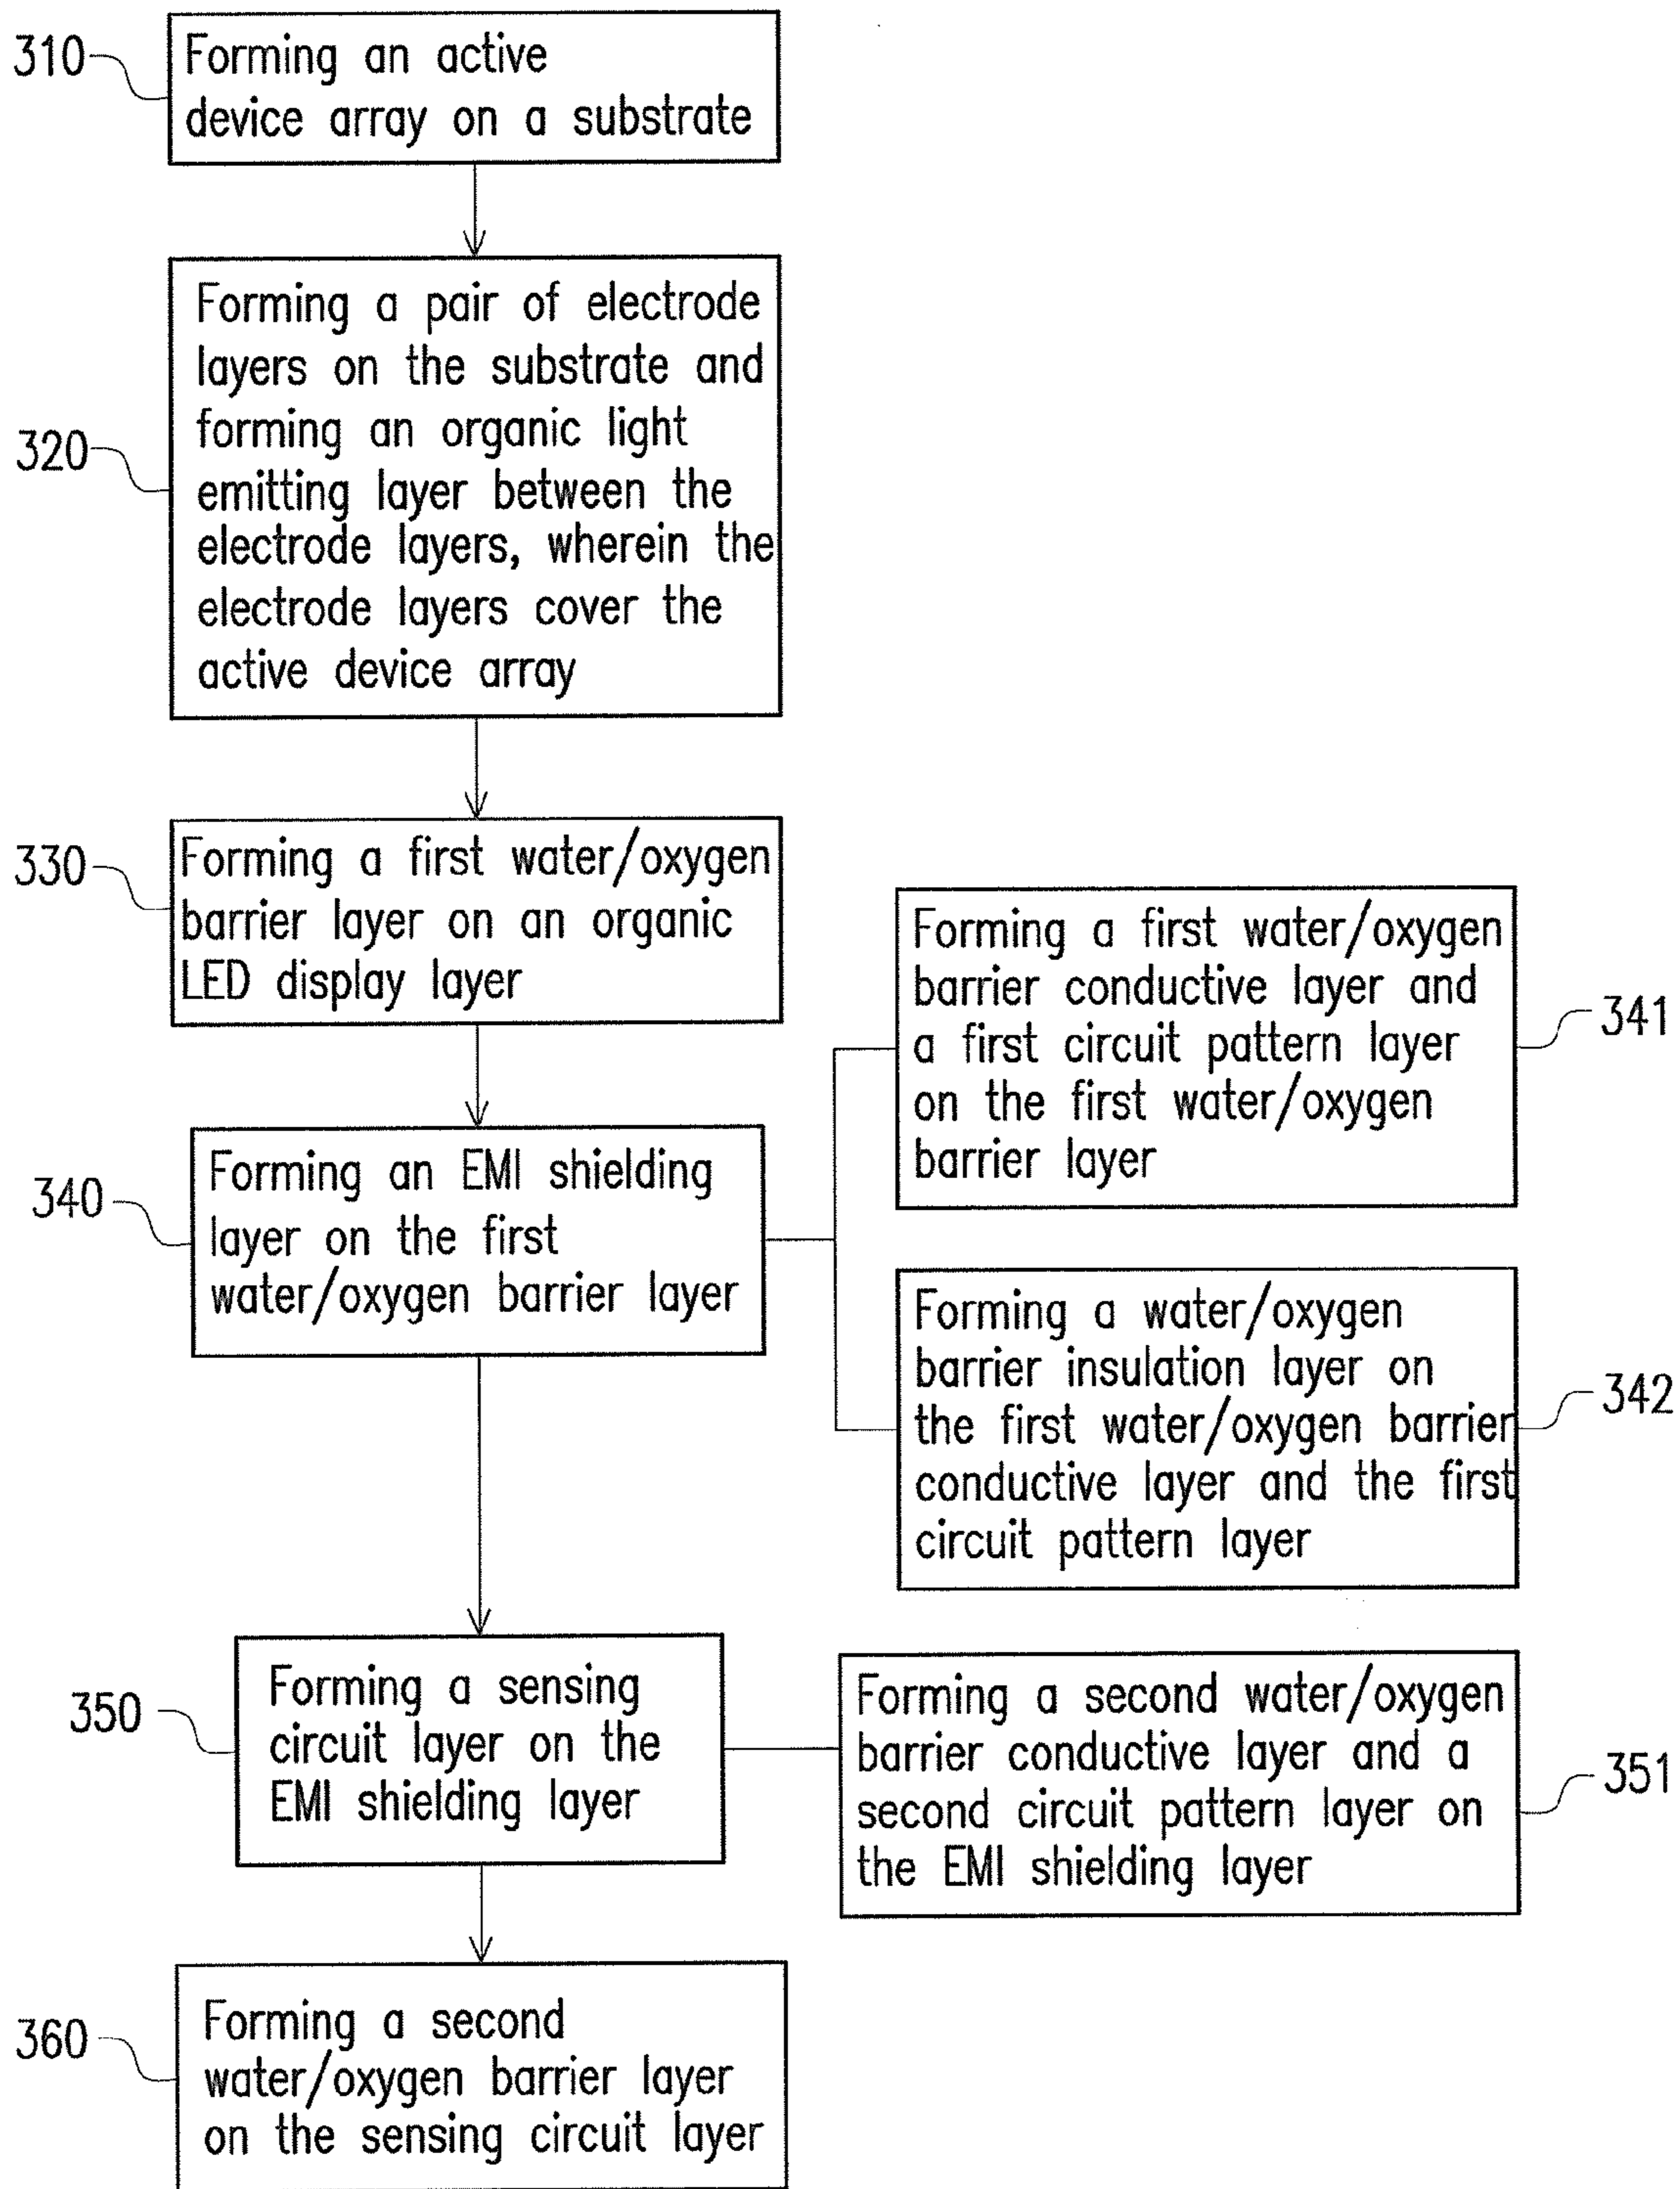 310
Forming an active
device array on a substrate
320
Forming a pair of electrode
layers on the substrate and
forming an organic light
emitting layer between the
electrode layers, wherein the
electrode layers cover the
active device array
330
Forming a first water/oxygen
barrier layer on an organic
LED display layer
340
Forming an EMI shielding
layer on the first
water/oxygen barrier layer
Forming a first water/oxygen
barrier conductive layer and
a first circuit pattern layer
on the first water/oxygen
barrier layer
341
Forming a water/oxygen
barrier insulation layer on
the first water/oxygen barrier
conductive layer and the first
circuit pattern layer
342
350
Forming a sensing
circuit layer on the
EMI shielding layer
Forming a second water/oxygen
barrier conductive layer and a
second circuit pattern layer on
the EMI shielding layer
351
360
Forming a second
water/oxygen barrier layer
on the sensing circuit layer